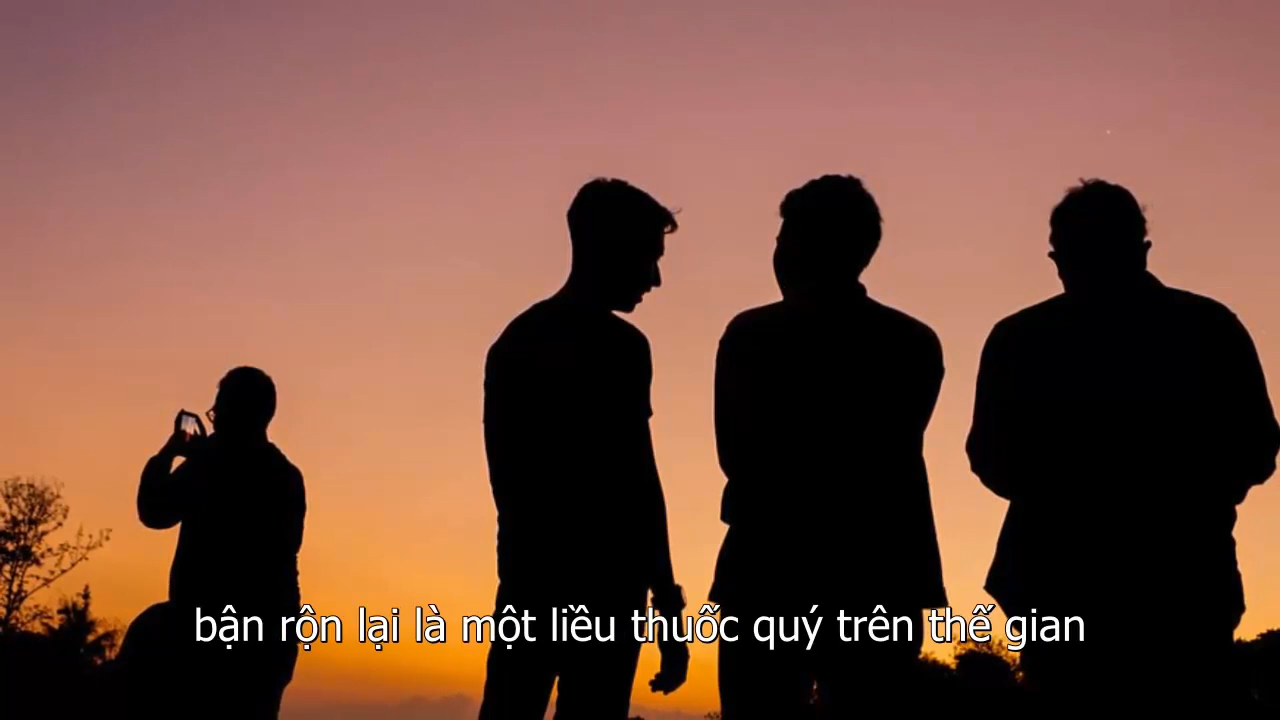 bận rộn lại là một liều thuốc quý trên thế gian